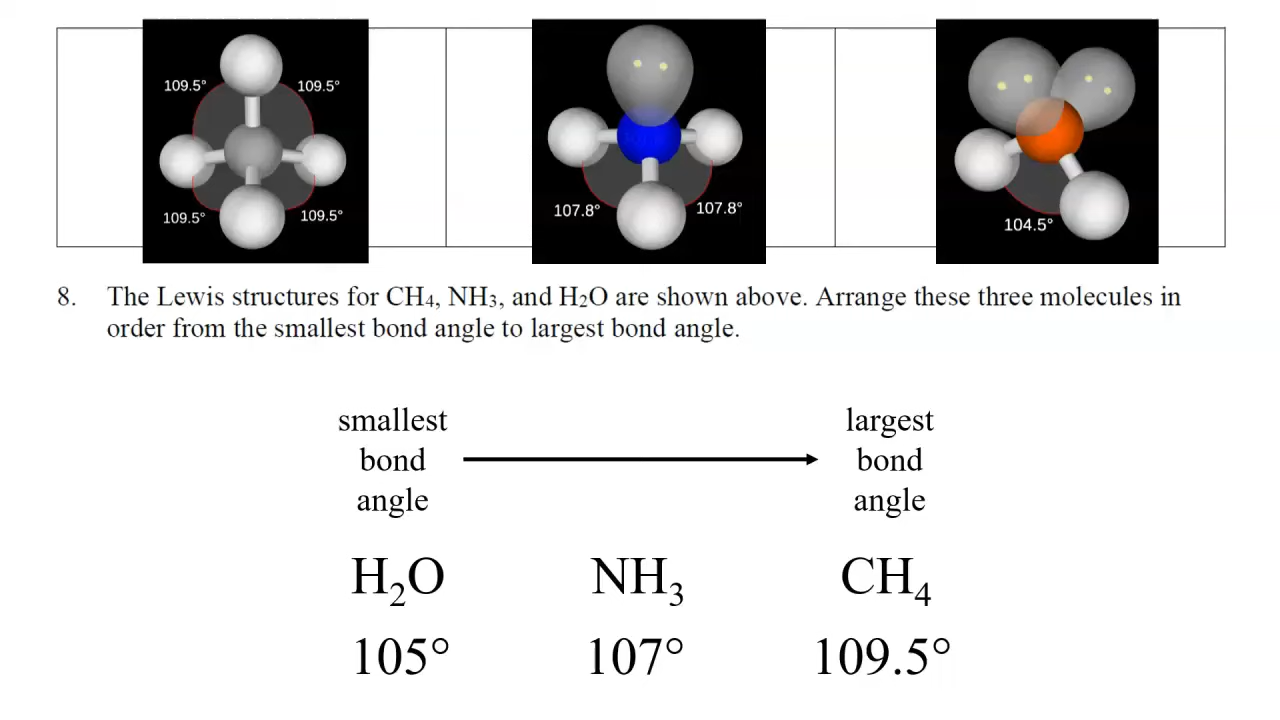 109.5° 109.5°
109.5° 109.5°
107.8° 107.8°
104.5°
8. The Lewis structures for CH₄, NH₃, and H₂O are shown above. Arrange these three molecules in
order from the smallest bond angle to largest bond angle.
smallest
bond
angle
largest
bond
angle
H₂O NH₃ CH₄
105° 107° 109.5°